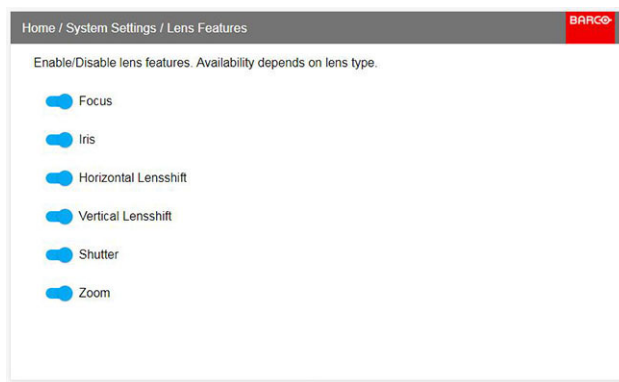 Home / System Settings / Lens Features
BARCO
Enable/Disable lens features. Availability depends on lens type.
Focus
Iris
Horizontal Lensshift
Vertical Lensshift
Shutter
Zoom